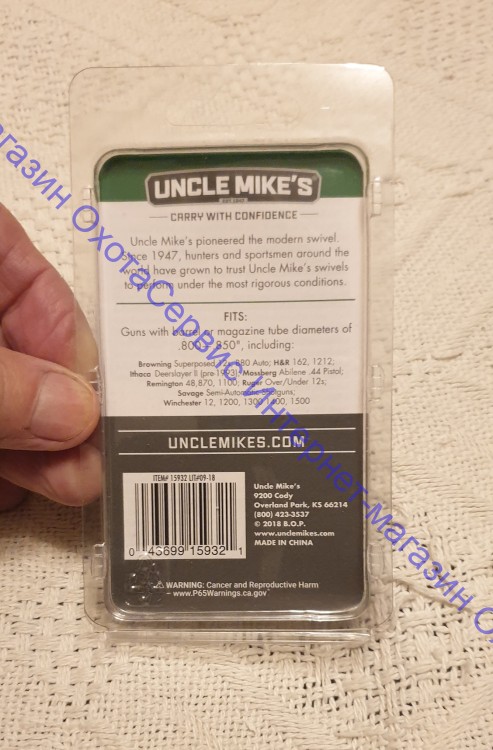 UNCLE MIKE'S
CARRY WITH CONFIDENCE
Uncle Mike's pioneered the modern swivel.
Since 1947, hunters and sportsmen around the
world have grown to trust Uncle Mike's swivels
to perform under the most rigorous conditions.
FITS:
Guns with barrel or magazine tube diameters of
.800 – .850", including:
Browning Superposed 12s, B80 Auto; H&R 162, 1212;
Ithaca Deerslayer II (pre-1993); Mossberg Abilene .44 Pistol;
Remington 48,870, 1100; Ruger Over/Under 12s;
Savage Semi-Automatic Shotguns,
Winchester 12, 1200, 1300, 1400, 1500
UNCLEMIKES.COM
ITEM# 15932 LIT#09-18
0 43699 15932 1
Uncle Mike's
9200 Cody
Overland Park, KS 66214
(800) 423-3537
© 2018 B.O.P.
www.unclemikes.com
MADE IN CHINA
WARNING: Cancer and Reproductive Harm
– www.P65Warnings.ca.gov
агазин ОхотаСервис Интернет-магазин Ох